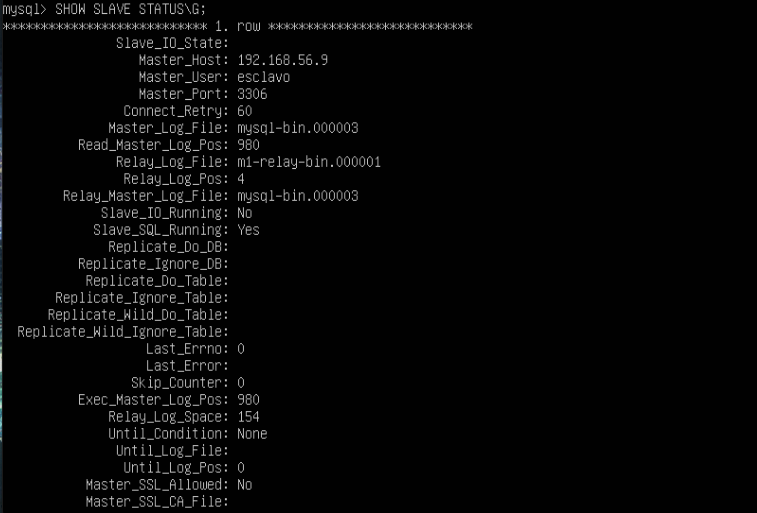 mysql> SHOW SLAVE STATUS\G;
*************************** 1. row ***************************
Slave_IO_State:
Master_Host: 192.168.56.9
Master_User: esclavo
Master_Port: 3306
Connect_Retry: 60
Master_Log_File: mysql-bin.000003
Read_Master_Log_Pos: 980
Relay_Log_File: m1-relay-bin.000001
Relay_Log_Pos: 4
Relay_Master_Log_File: mysql-bin.000003
Slave_IO_Running: No
Slave_SQL_Running: Yes
Replicate_Do_DB:
Replicate_Ignore_DB:
Replicate_Do_Table:
Replicate_Ignore_Table:
Replicate_Wild_Do_Table:
Replicate_Wild_Ignore_Table:
Last_Errno: 0
Last_Error:
Skip_Counter: 0
Exec_Master_Log_Pos: 980
Relay_Log_Space: 154
Until_Condition: None
Until_Log_File:
Until_Log_Pos: 0
Master_SSL_Allowed: No
Master_SSL_CA_File: